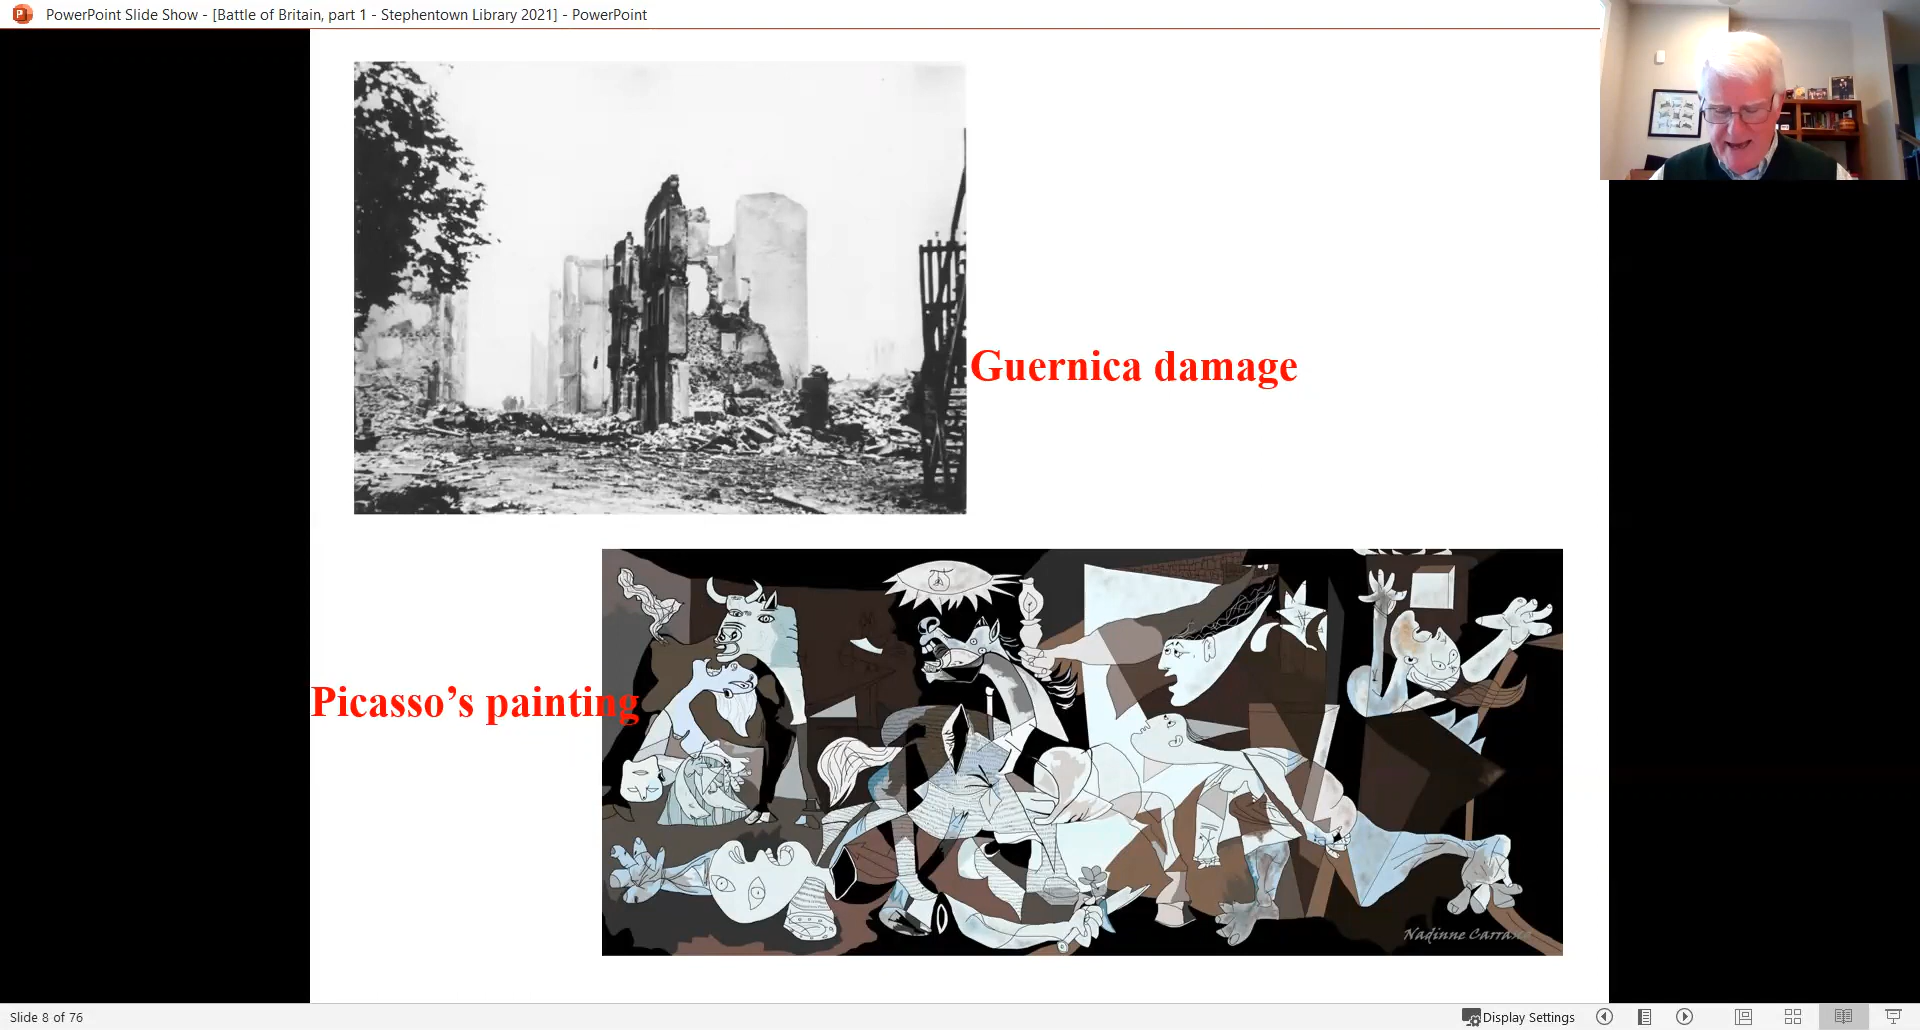 PowerPoint Slide Show - [Battle of Britain, part 1 - Stephentown Library 2021] - PowerPoint
Guernica damage
Picasso’s painting
Nadinne
Slide 8 of 76
Display Settings